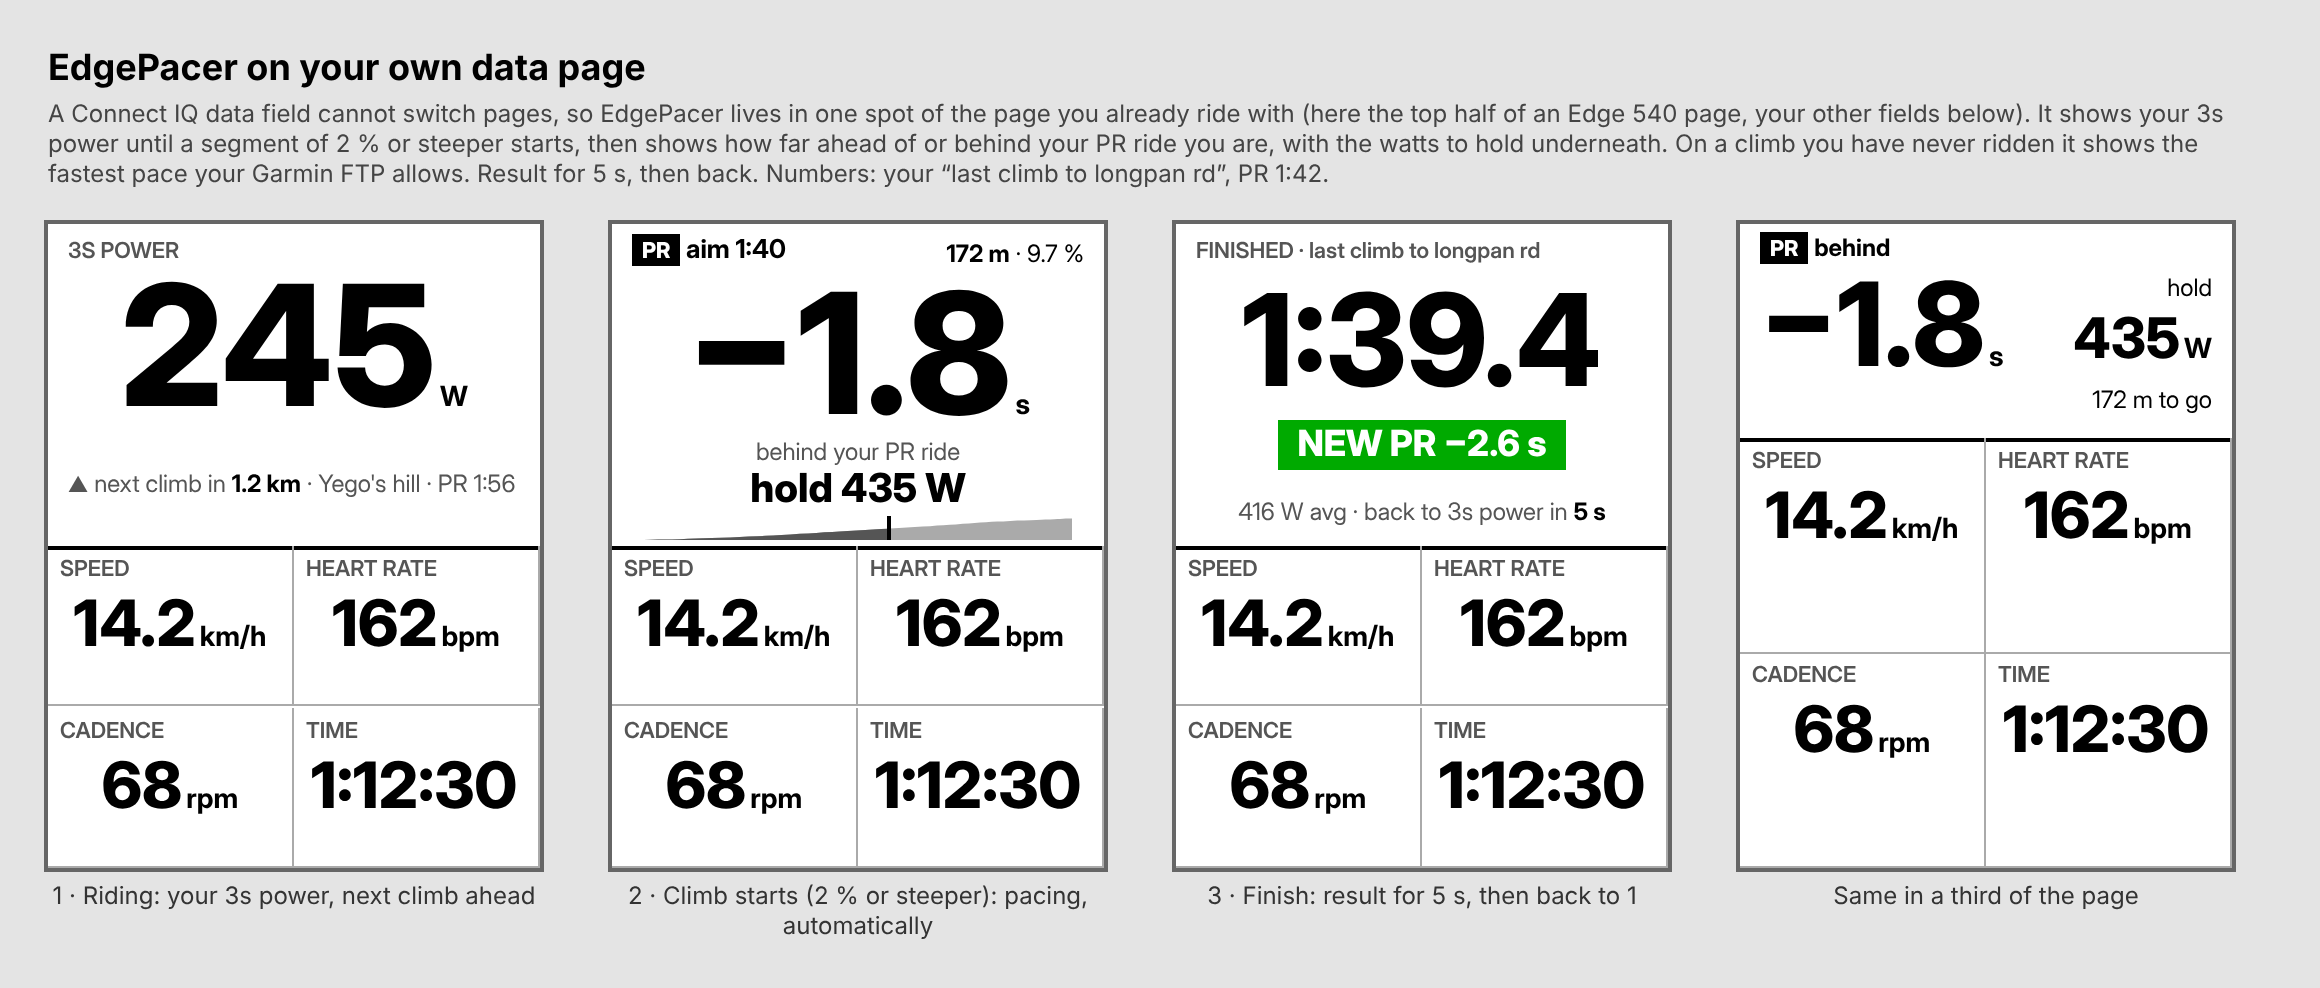 EdgePacer on your own data page
A Connect IQ data field cannot switch pages, so EdgePacer lives in one spot of the page you already ride with (here the top half of an Edge 540 page, your other fields below). It shows your 3s
power until a segment of 2 % or steeper starts, then shows how far ahead of or behind your PR ride you are, with the watts to hold underneath. On a climb you have never ridden it shows the
fastest pace your Garmin FTP allows. Result for 5 s, then back. Numbers: your “last climb to longpan rd”, PR 1:42.
3S POWER
245 W
▲ next climb in 1.2 km · Yego's hill · PR 1:56
SPEED
14.2 km/h
HEART RATE
162 bpm
CADENCE
68 rpm
TIME
1:12:30
1 · Riding: your 3s power, next climb ahead
PR aim 1:40
172 m · 9.7 %
−1.8 s
behind your PR ride
hold 435 W
SPEED
14.2 km/h
HEART RATE
162 bpm
CADENCE
68 rpm
TIME
1:12:30
2 · Climb starts (2 % or steeper): pacing,
automatically
FINISHED · last climb to longpan rd
1:39.4
NEW PR −2.6 s
416 W avg · back to 3s power in 5 s
SPEED
14.2 km/h
HEART RATE
162 bpm
CADENCE
68 rpm
TIME
1:12:30
3 · Finish: result for 5 s, then back to 1
PR behind
−1.8 s
hold
435 W
172 m to go
SPEED
14.2 km/h
HEART RATE
162 bpm
CADENCE
68 rpm
TIME
1:12:30
Same in a third of the page